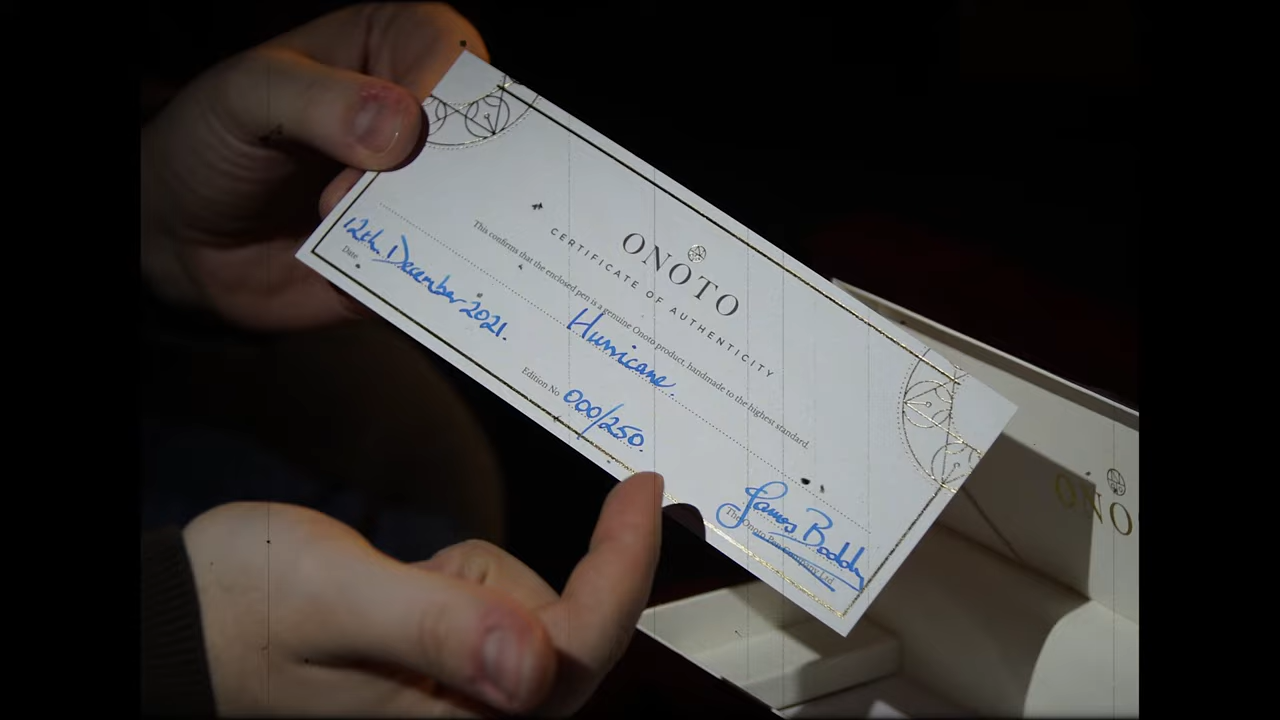 ONOTO
CERTIFICATE OF AUTHENTICITY
This confirms that the enclosed pen is a genuine Onoto product, handmade to the highest standard.
Hurricane.
12th. December 2021.
Date
Edition No 000/250.
James Boddy
The Onoto Pen Company Ltd
ONO